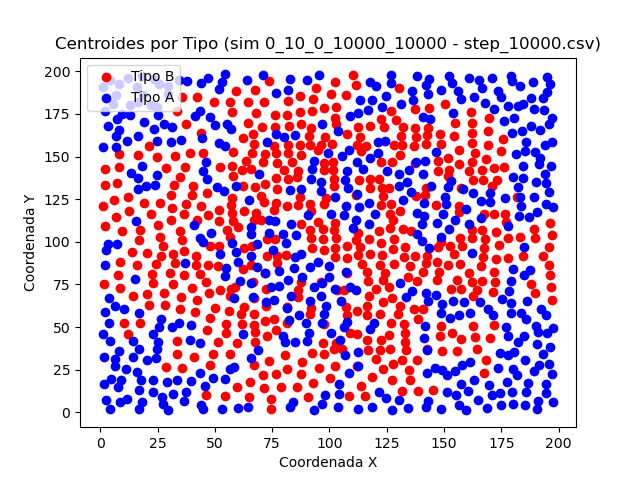 Centroides por Tipo (sim 0_10_0_10000_10000 - step_10000.csv)
Tipo B
Tipo A
Coordenada Y
200
175
150
125
100
75
50
25
0
0 25 50 75 100 125 150 175 200
Coordenada X